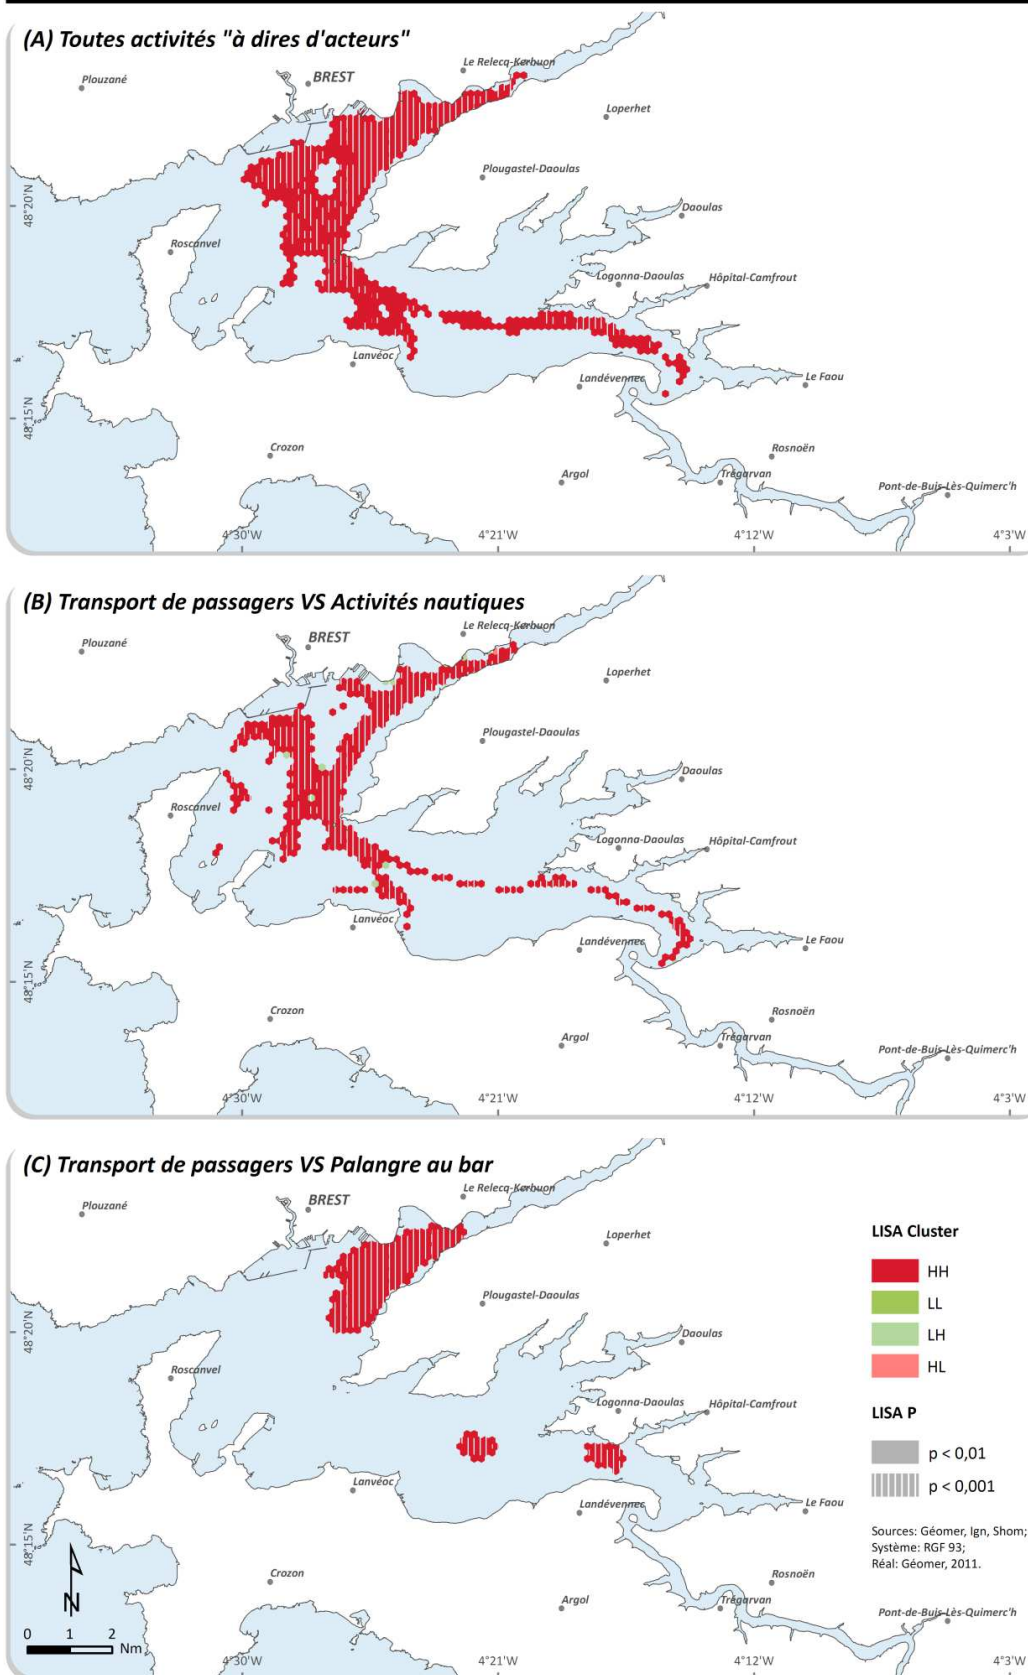 (A) Toutes activités "à dires d'acteurs"
Plouzané
BREST
Le Relecq-Kerhuon
Loperhet
Plougastel-Daoulas
Daoulas
48°20'N
Roscanvel
Logonna-Daoulas
Hôpital-Camfrout
Lanvéoc
Landévennec
Le Faou
48°15'N
Crozon
Argol
Rosnoën
Trégarvan
Pont-de-Buis-Lès-Quimerc'h
4°30'W
4°21'W
4°12'W
4°3'W
(B) Transport de passagers VS Activités nautiques
Plouzané
BREST
Le Relecq-Kerhuon
Loperhet
Plougastel-Daoulas
Daoulas
48°20'N
Roscanvel
Logonna-Daoulas
Hôpital-Camfrout
Lanvéoc
Landévennec
Le Faou
48°15'N
Crozon
Argol
Rosnoën
Trégarvan
Pont-de-Buis-Lès-Quimerc'h
4°30'W
4°21'W
4°12'W
4°3'W
(C) Transport de passagers VS Palangre au bar
Plouzané
BREST
Le Relecq-Kerhuon
Loperhet
Plougastel-Daoulas
Daoulas
48°20'N
Roscanvel
Logonna-Daoulas
Hôpital-Camfrout
Lanvéoc
Landévennec
Le Faou
48°15'N
Crozon
Argol
Rosnoën
Trégarvan
Pont-de-Buis-Lès-Quimerc'h
4°30'W
4°21'W
4°12'W
4°3'W
N
0 1 2
Nm
LISA Cluster
HH
LL
LH
HL
LISA P
p < 0,01
p < 0,001
Sources: Géomer, Ign, Shom;
Système: RGF 93;
Réal: Géomer, 2011.